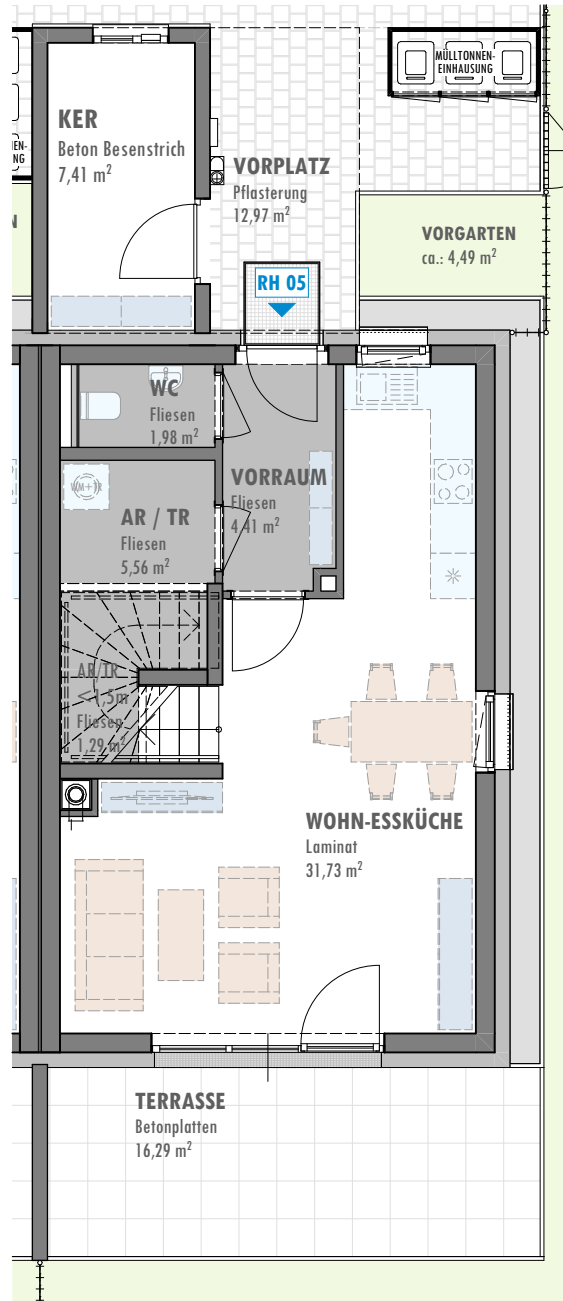 MÜLLTONNEN-
EINHAUSUNG
EN-
NG
KER
Beton Besenstrich
7,41 m²
VORPLATZ
Pflasterung
12,97 m²
N
VORGARTEN
ca.: 4,49 m²
RH 05
WC
Fliesen
1,98 m²
VORRAUM
Fliesen
4,41 m²
WM+TR
AR / TR
Fliesen
5,56 m²
AR/TR
< 1,5m
Fliesen
1,29 m²
WOHN-ESSKÜCHE
Laminat
31,73 m²
TERRASSE
Betonplatten
16,29 m²